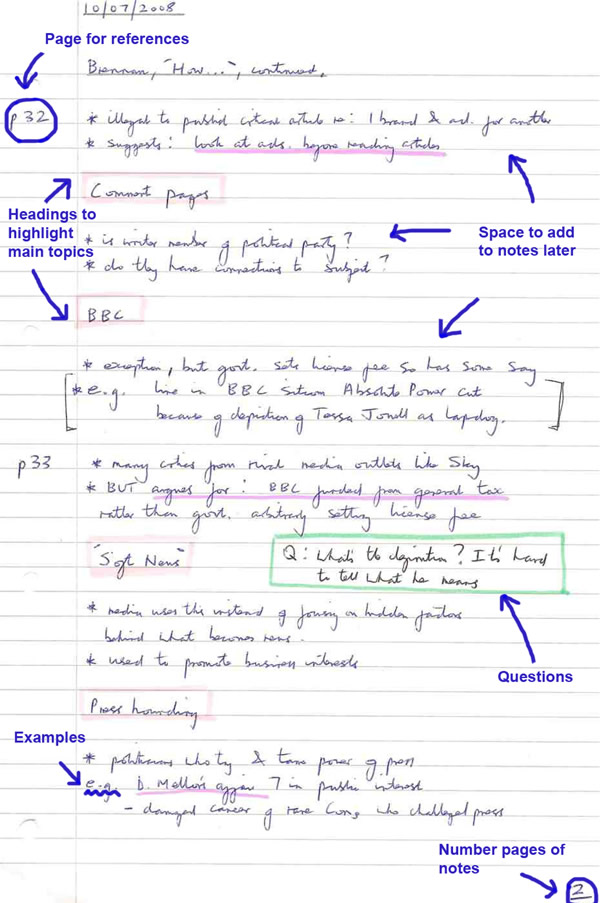 10/07/2008
Page for references
Brennan, "How...", continued.
p 32
* illegal to publish critical article re: 1 brand & ad. for another
* suggests: look at ads. before reading articles
Comment pages
Headings to
highlight
main topics
Space to add
to notes later
* is writer member of political party?
* do they have connections to subject?
BBC
* exception, but govt. sets license fee so has some say
* e.g. line in BBC sitcom Absolute Power cut
because of depiction of Tessa Jowell as lapdog.
p33
* many critics from rival media outlets like Sky
* BUT argues for: BBC funded from general tax
rather than govt. arbitrarily setting license fee
"Soft News"
Q: What's the definition? It's hard
to tell what he means
* media uses this instead of focusing on hidden factors
behind what becomes news.
* used to promote business interests
Questions
Press hounding
Examples
* politicians who try & tame power of press
e.g. D. Mellor's affair in public interest
- damaged career of rare Cons. who challenged press
Number pages of
notes
2